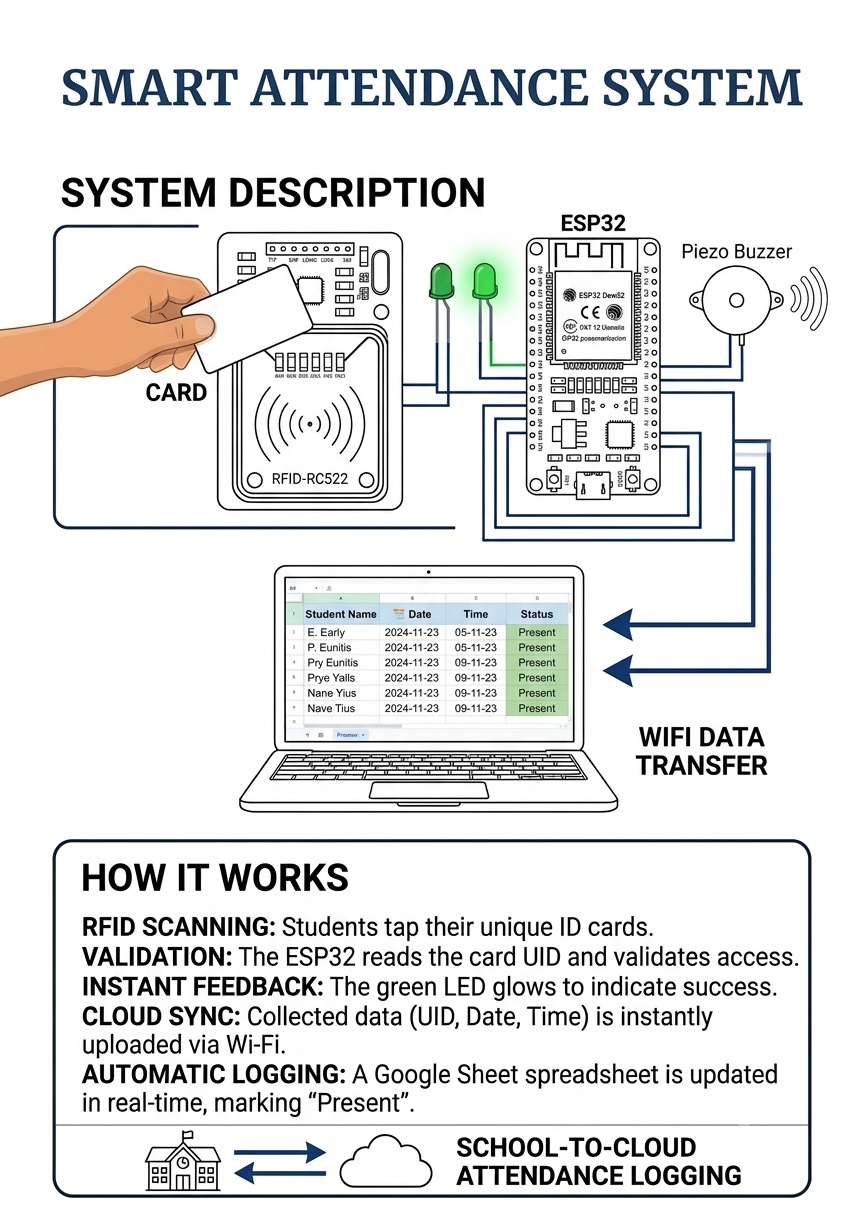 SMART ATTENDANCE SYSTEM
SYSTEM DESCRIPTION
ESP32
Piezo Buzzer
CARD
RFID-RC522
A B C D
Student Name Date Time Status
E. Early 2024-11-23 05-11-23 Present
P. Eunitis 2024-11-23 05-11-23 Present
Pry Eunitis 2024-11-23 09-11-23 Present
Prye Yalls 2024-11-23 09-11-23 Present
Nane Yius 2024-11-23 09-11-23 Present
Nave Tius 2024-11-23 09-11-23 Present
WIFI DATA
TRANSFER
HOW IT WORKS
RFID SCANNING: Students tap their unique ID cards.
VALIDATION: The ESP32 reads the card UID and validates access.
INSTANT FEEDBACK: The green LED glows to indicate success.
CLOUD SYNC: Collected data (UID, Date, Time) is instantly
uploaded via Wi-Fi.
AUTOMATIC LOGGING: A Google Sheet spreadsheet is updated
in real-time, marking “Present”.
SCHOOL-TO-CLOUD
ATTENDANCE LOGGING